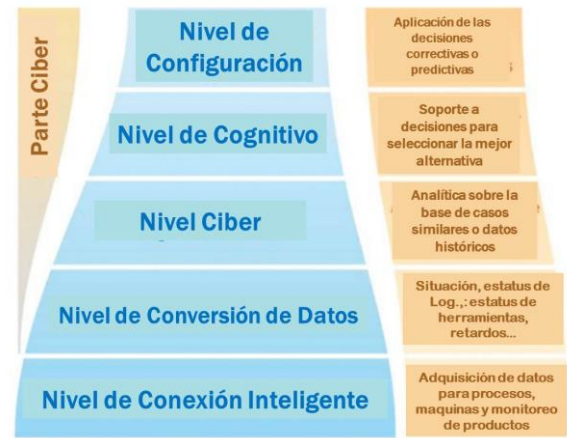 Parte Ciber
Nivel de
Configuración
Aplicación de las
decisiones
correctivas o
predictivas
Nivel de Cognitivo
Soporte a
decisiones para
seleccionar la mejor
alternativa
Nivel Ciber
Analítica sobre la
base de casos
similares o datos
históricos
Nivel de Conversión de Datos
Situación, estatus de
Log.,: estatus de
herramientas,
retardos...
Nivel de Conexión Inteligente
Adquisición de datos
para procesos,
maquinas y monitoreo
de productos